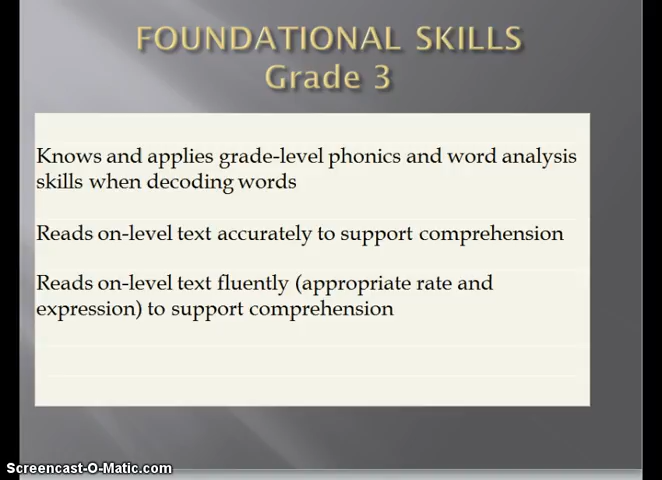 FOUNDATIONAL SKILLS
Grade 3
Knows and applies grade-level phonics and word analysis
skills when decoding words
Reads on-level text accurately to support comprehension
Reads on-level text fluently (appropriate rate and
expression) to support comprehension
Screencast-O-Matic.com